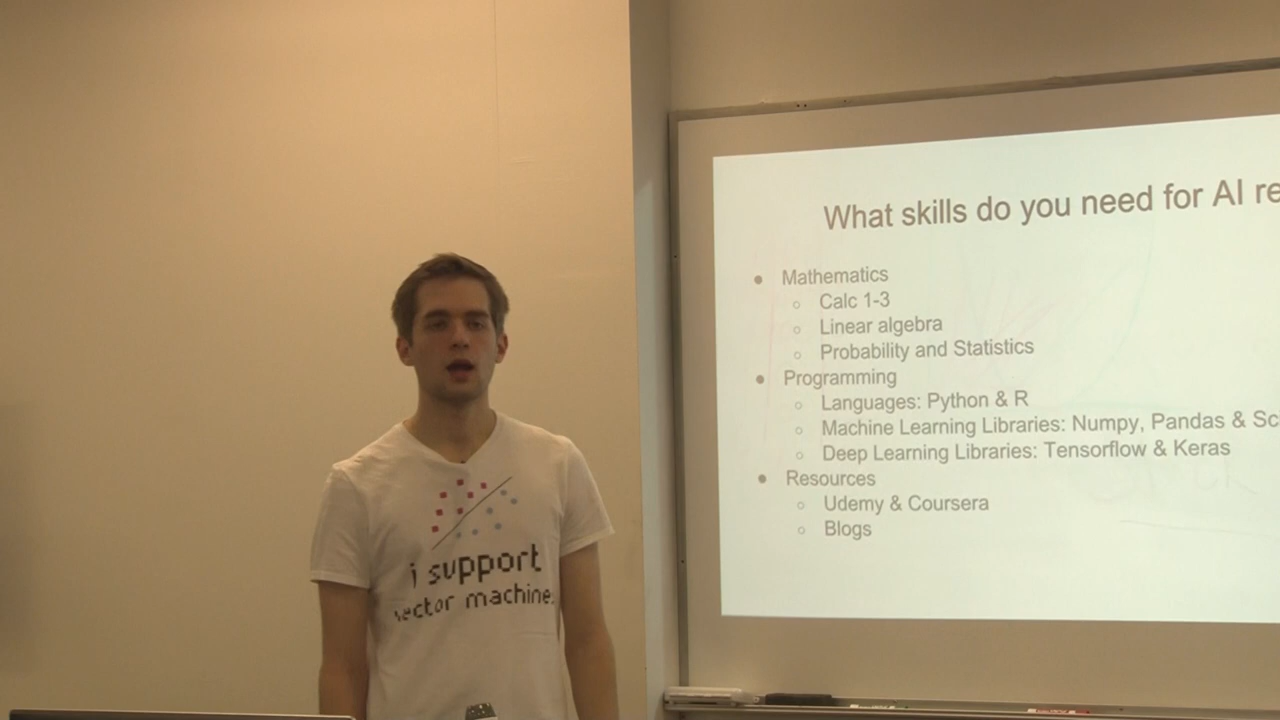 i support
vector machine
What skills do you need for AI re
● Mathematics
○ Calc 1-3
○ Linear algebra
○ Probability and Statistics
● Programming
○ Languages: Python & R
○ Machine Learning Libraries: Numpy, Pandas & Sc
○ Deep Learning Libraries: Tensorflow & Keras
● Resources
○ Udemy & Coursera
○ Blogs